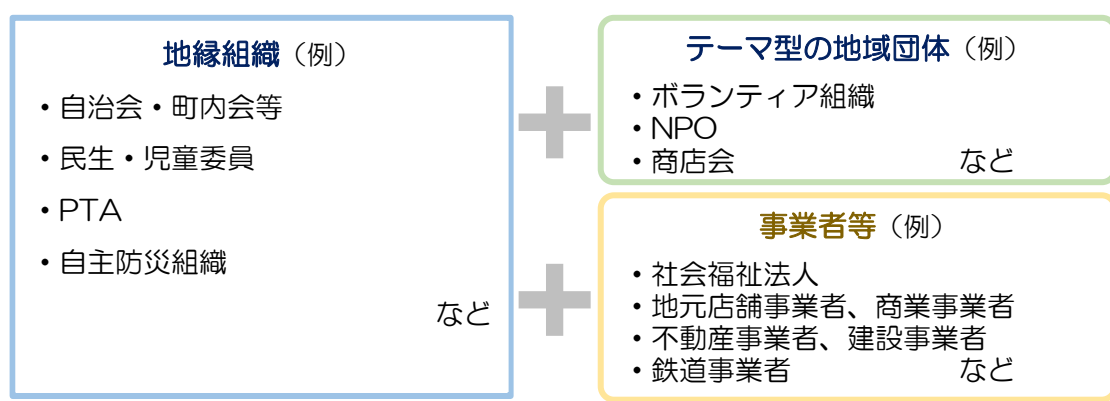 地縁組織（例）
・自治会・町内会等
・民生・児童委員
・PTA
・自主防災組織
など
テーマ型の地域団体（例）
・ボランティア組織
・NPO
・商店会 など
事業者等（例）
・社会福祉法人
・地元店舗事業者、商業事業者
・不動産事業者、建設事業者
・鉄道事業者 など